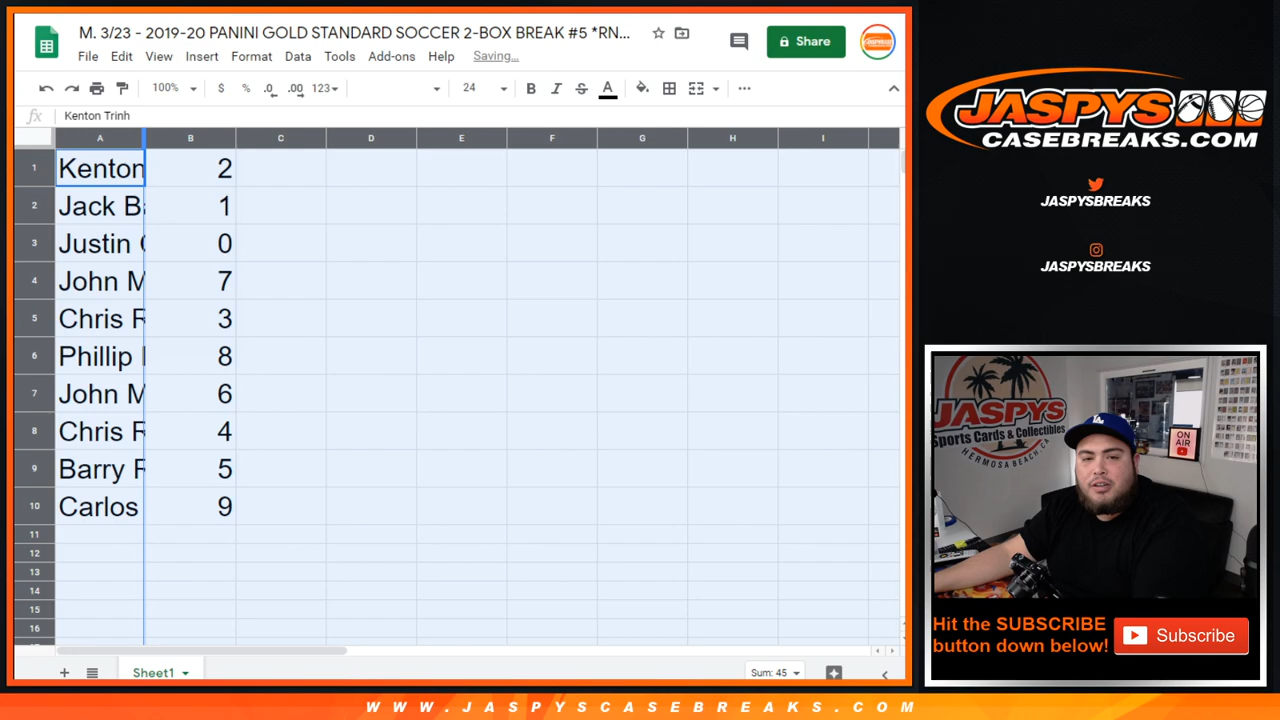 M. 3/23 - 2019-20 PANINI GOLD STANDARD SOCCER 2-BOX BREAK #5 *RN...
Share
File Edit View Insert Format Data Tools Add-ons Help Saving...
100% $ % .0 .00 123 24 B I S A
fx Kenton Trinh
A B C D E F G H I
1 Kenton 2
2 Jack Ba 1
3 Justin 0
4 John M 7
5 Chris R 3
6 Phillip 8
7 John M 6
8 Chris R 4
9 Barry R 5
10 Carlos 9
11
12
13
14
15
16
Sheet1
Sum: 45
JASPYS
CASEBREAKS.COM
JASPYSBREAKS
JASPYSBREAKS
JASPYS
Sports Cards & Collectibles
HERMOSA BEACH, CA
ON AIR
LA
Hit the SUBSCRIBE
button down below!
Subscribe
WWW.JASPYSCASEBREAKS.COM